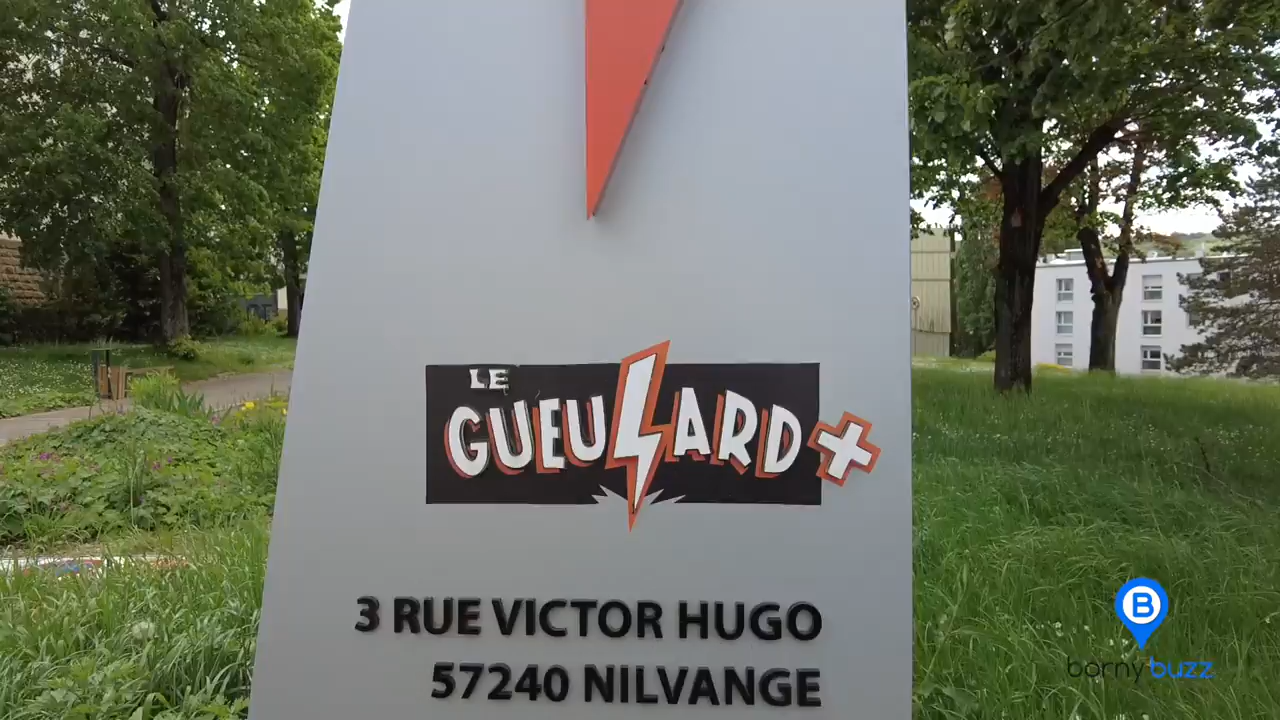 LE
GUEULARD+
3 RUE VICTOR HUGO
57240 NILVANGE
B
bornybuzz